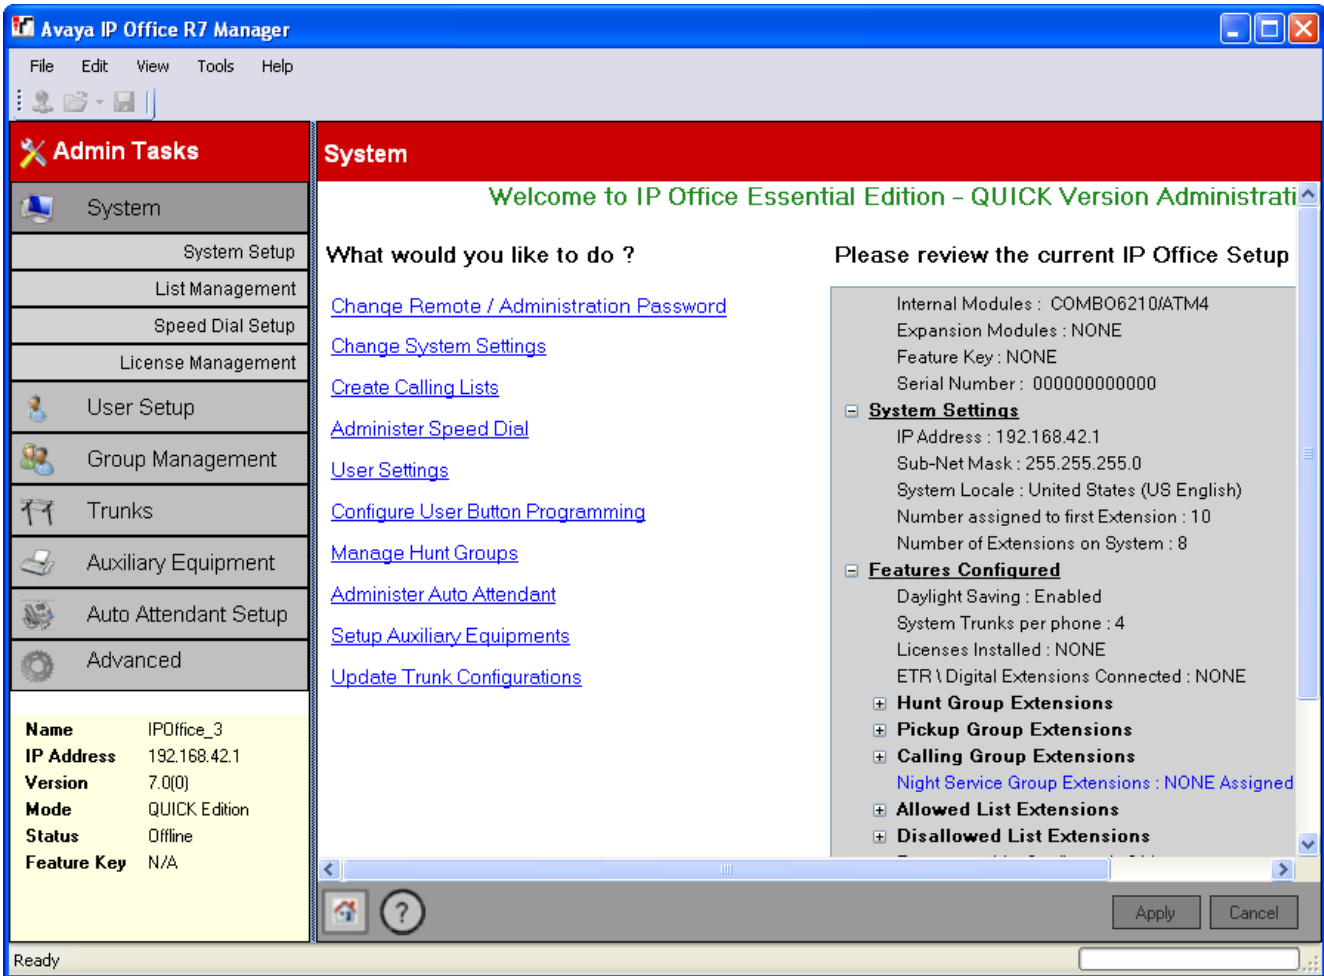 Avaya IP Office R7 Manager
File Edit View Tools Help
Admin Tasks
System
System Setup
List Management
Speed Dial Setup
License Management
User Setup
Group Management
Trunks
Auxiliary Equipment
Auto Attendant Setup
Advanced
Name IPOffice_3
IP Address 192.168.42.1
Version 7.0(0)
Mode QUICK Edition
Status Offline
Feature Key N/A
System
Welcome to IP Office Essential Edition - QUICK Version Administrati
What would you like to do ?
Change Remote / Administration Password
Change System Settings
Create Calling Lists
Administer Speed Dial
User Settings
Configure User Button Programming
Manage Hunt Groups
Administer Auto Attendant
Setup Auxiliary Equipments
Update Trunk Configurations
Please review the current IP Office Setup
Internal Modules : COMBO6210/ATM4
Expansion Modules : NONE
Feature Key : NONE
Serial Number : 000000000000
System Settings
IP Address : 192.168.42.1
Sub-Net Mask : 255.255.255.0
System Locale : United States (US English)
Number assigned to first Extension : 10
Number of Extensions on System : 8
Features Configured
Daylight Saving : Enabled
System Trunks per phone : 4
Licenses Installed : NONE
ETR \ Digital Extensions Connected : NONE
Hunt Group Extensions
Pickup Group Extensions
Calling Group Extensions
Night Service Group Extensions : NONE Assigned
Allowed List Extensions
Disallowed List Extensions
?
Apply Cancel
Ready